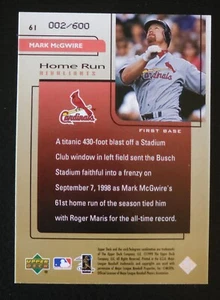 61
002/600
MARK McGWIRE
Home Run
HIGHLIGHTS
Cardinals
FIRST BASE
A titanic 430-foot blast off a Stadium
Club window in left field sent the Busch
Stadium faithful into a frenzy on
September 7, 1998 as Mark McGwire's
61st home run of the season tied him
with Roger Maris for the all-time record.
UPPER DECK